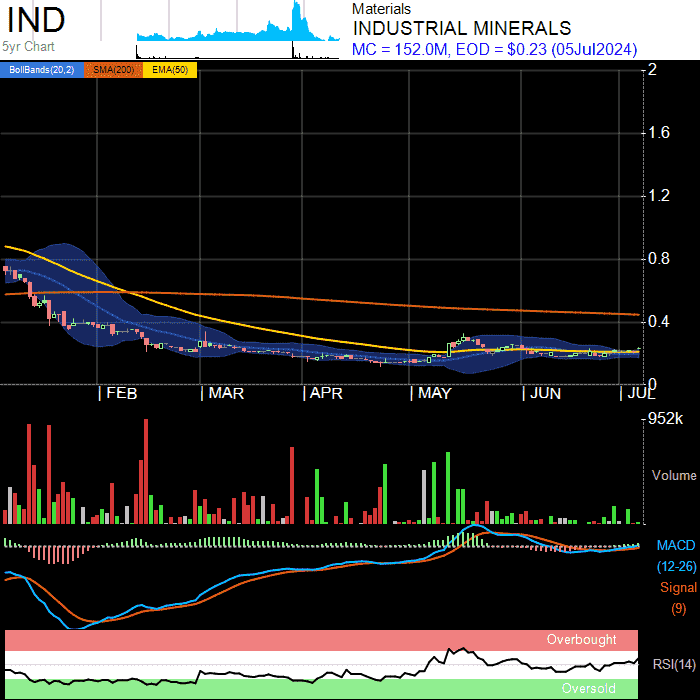 IND
5yr Chart
Materials
INDUSTRIAL MINERALS
MC = 152.0M, EOD = $0.23 (05Jul2024)
BollBands(20,2) SMA(200) EMA(50)
2
1.6
1.2
0.8
0.4
0
FEB MAR APR MAY JUN JUL
952k
Volume
MACD
(12-26)
Signal
(9)
Overbought
RSI(14)
Oversold